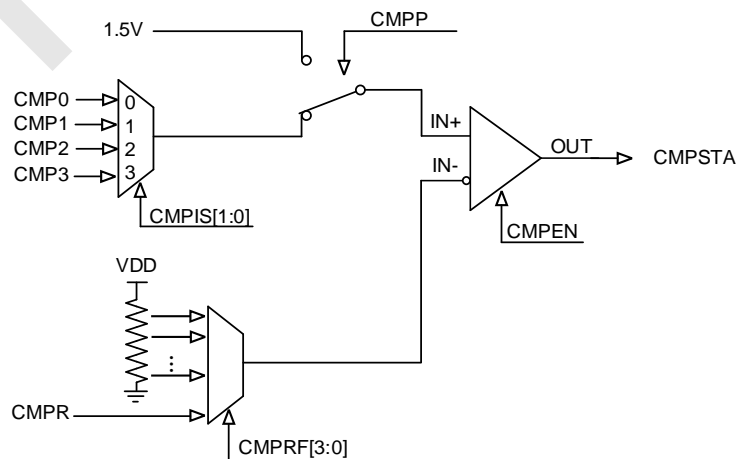 1.5V
CMPP
CMP0
CMP1
CMP2
CMP3
0
1
2
3
CMPIS[1:0]
IN+
IN-
OUT
CMPSTA
CMPEN
VDD
...
CMPR
CMPRF[3:0]